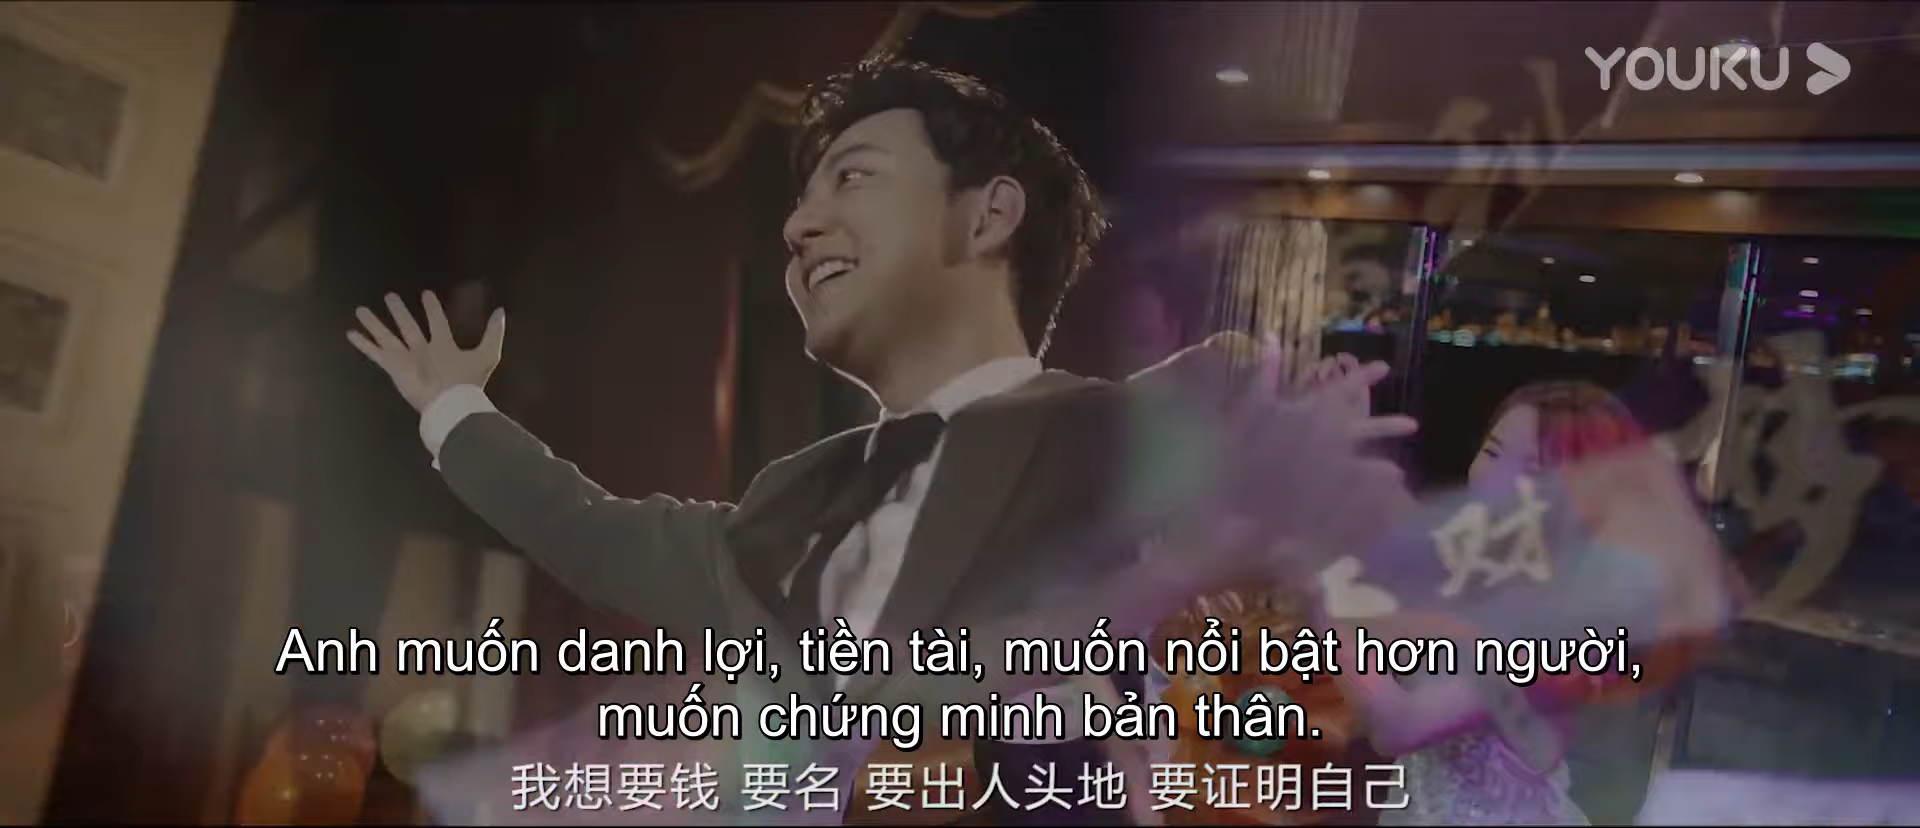 YOUKU
财
Anh muốn danh lợi, tiền tài, muốn nổi bật hơn người,
muốn chứng minh bản thân.
我想要钱 要名 要出人头地 要证明自己